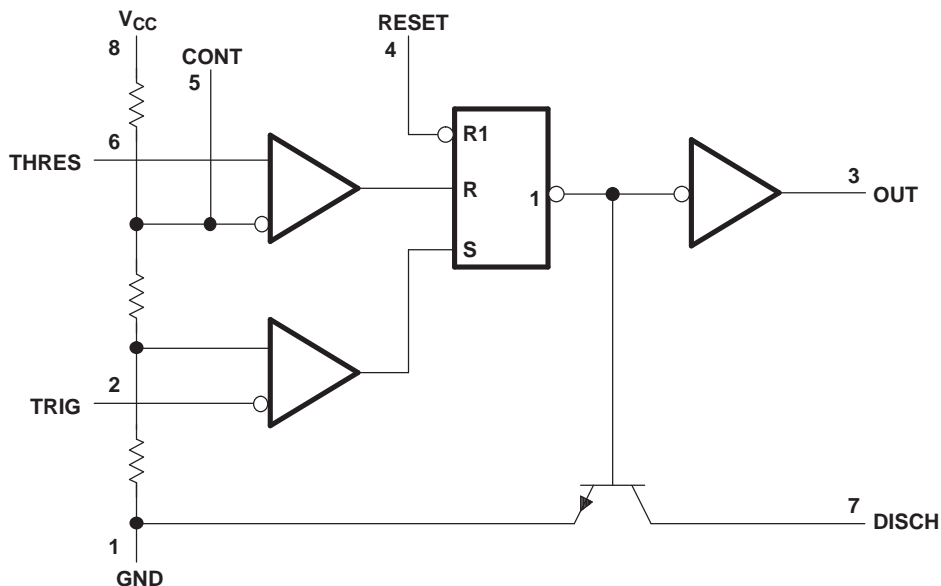 VCC
8
RESET
4
CONT
5
6
THRES
R1
R
1
S
3
OUT
2
TRIG
7
DISCH
1
GND